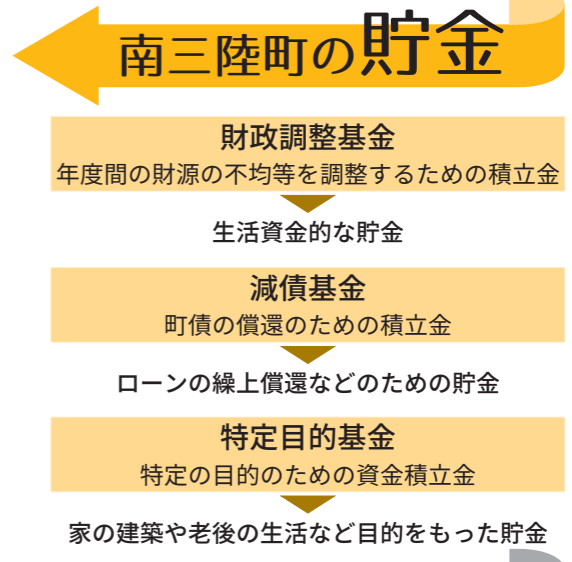 南三陸町の貯金
財政調整基金
年度間の財源の不均等を調整するための積立金
生活資金的な貯金
減債基金
町債の償還のための積立金
ローンの繰上償還などのための貯金
特定目的基金
特定の目的のための資金積立金
家の建築や老後の生活など目的をもった貯金